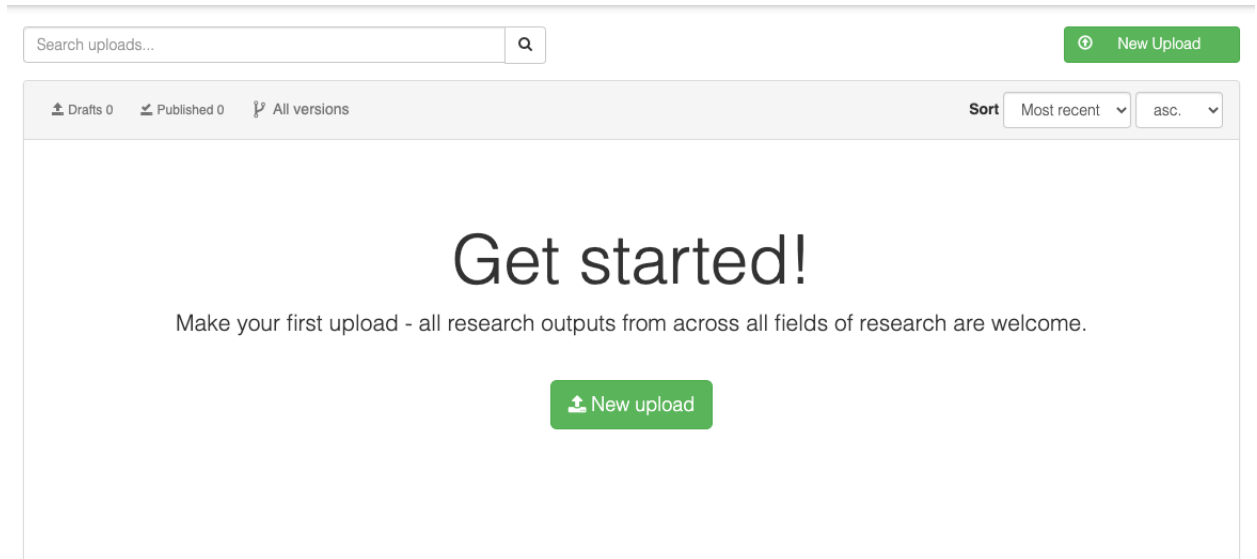 Search uploads...
New Upload
Drafts 0 Published 0 All versions Sort Most recent asc.
Get started!
Make your first upload - all research outputs from across all fields of research are welcome.
New upload